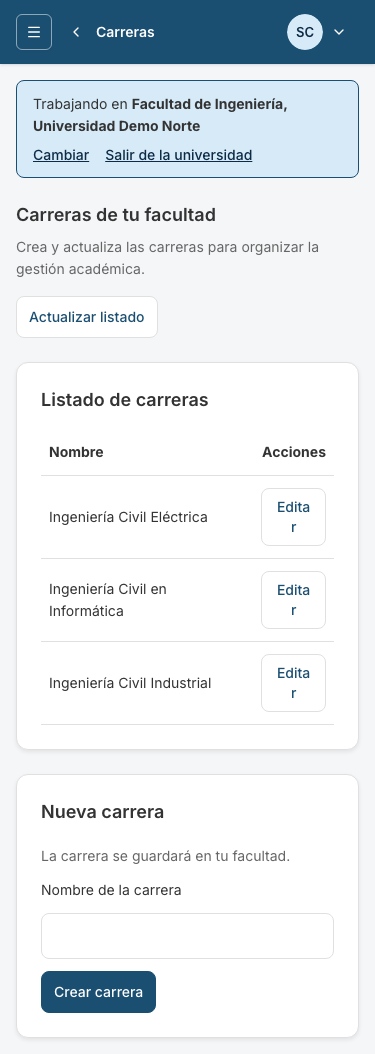 Carreras
SC
Trabajando en Facultad de Ingeniería,
Universidad Demo Norte
Cambiar Salir de la universidad
Carreras de tu facultad
Crea y actualiza las carreras para organizar la
gestión académica.
Actualizar listado
Listado de carreras
Nombre Acciones
Ingeniería Civil Eléctrica
Edita
r
Ingeniería Civil en
Informática
Edita
r
Ingeniería Civil Industrial
Edita
r
Nueva carrera
La carrera se guardará en tu facultad.
Nombre de la carrera
Crear carrera